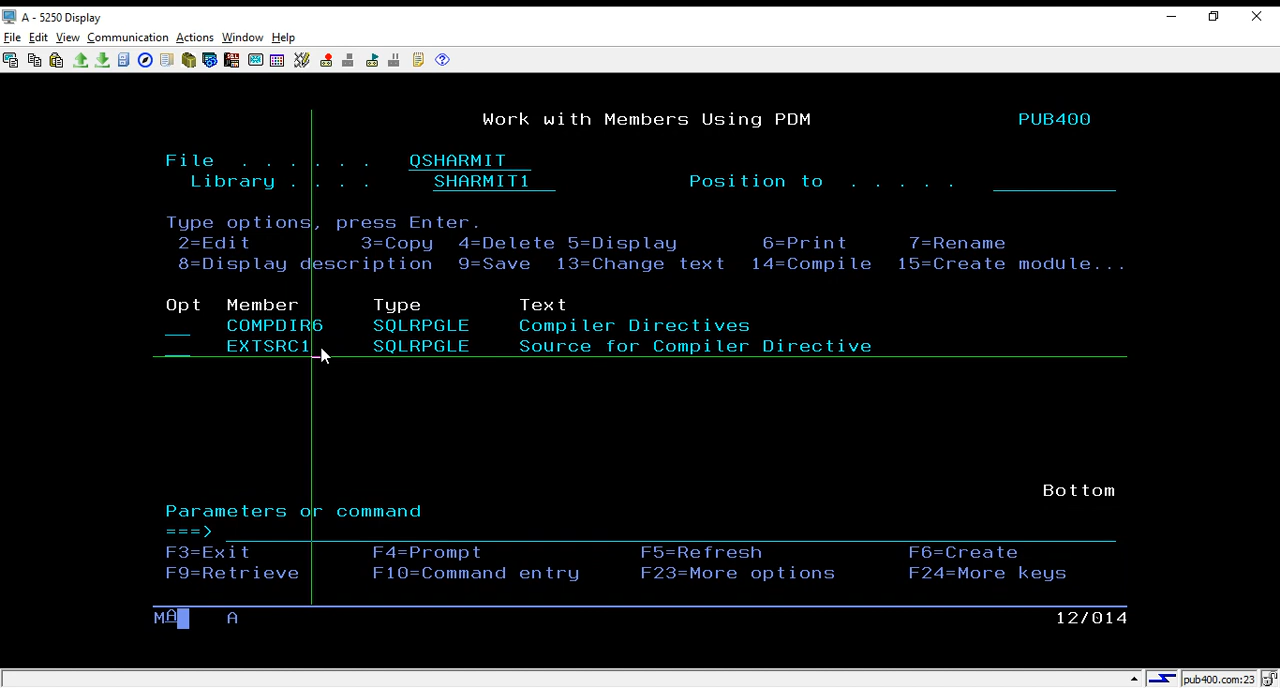 A - 5250 Display
File Edit View Communication Actions Window Help
Work with Members Using PDM PUB400
File . . . . . . QSHARMIT
Library . . . . SHARMIT1 Position to . . . . .
Type options, press Enter.
2=Edit 3=Copy 4=Delete 5=Display 6=Print 7=Rename
8=Display description 9=Save 13=Change text 14=Compile 15=Create module...
Opt Member Type Text
COMPDIR6 SQLRPGLE Compiler Directives
EXTSRC1 SQLRPGLE Source for Compiler Directive
Bottom
Parameters or command
===>
F3=Exit F4=Prompt F5=Refresh F6=Create
F9=Retrieve F10=Command entry F23=More options F24=More keys
MA A 12/014
pub400.com:23